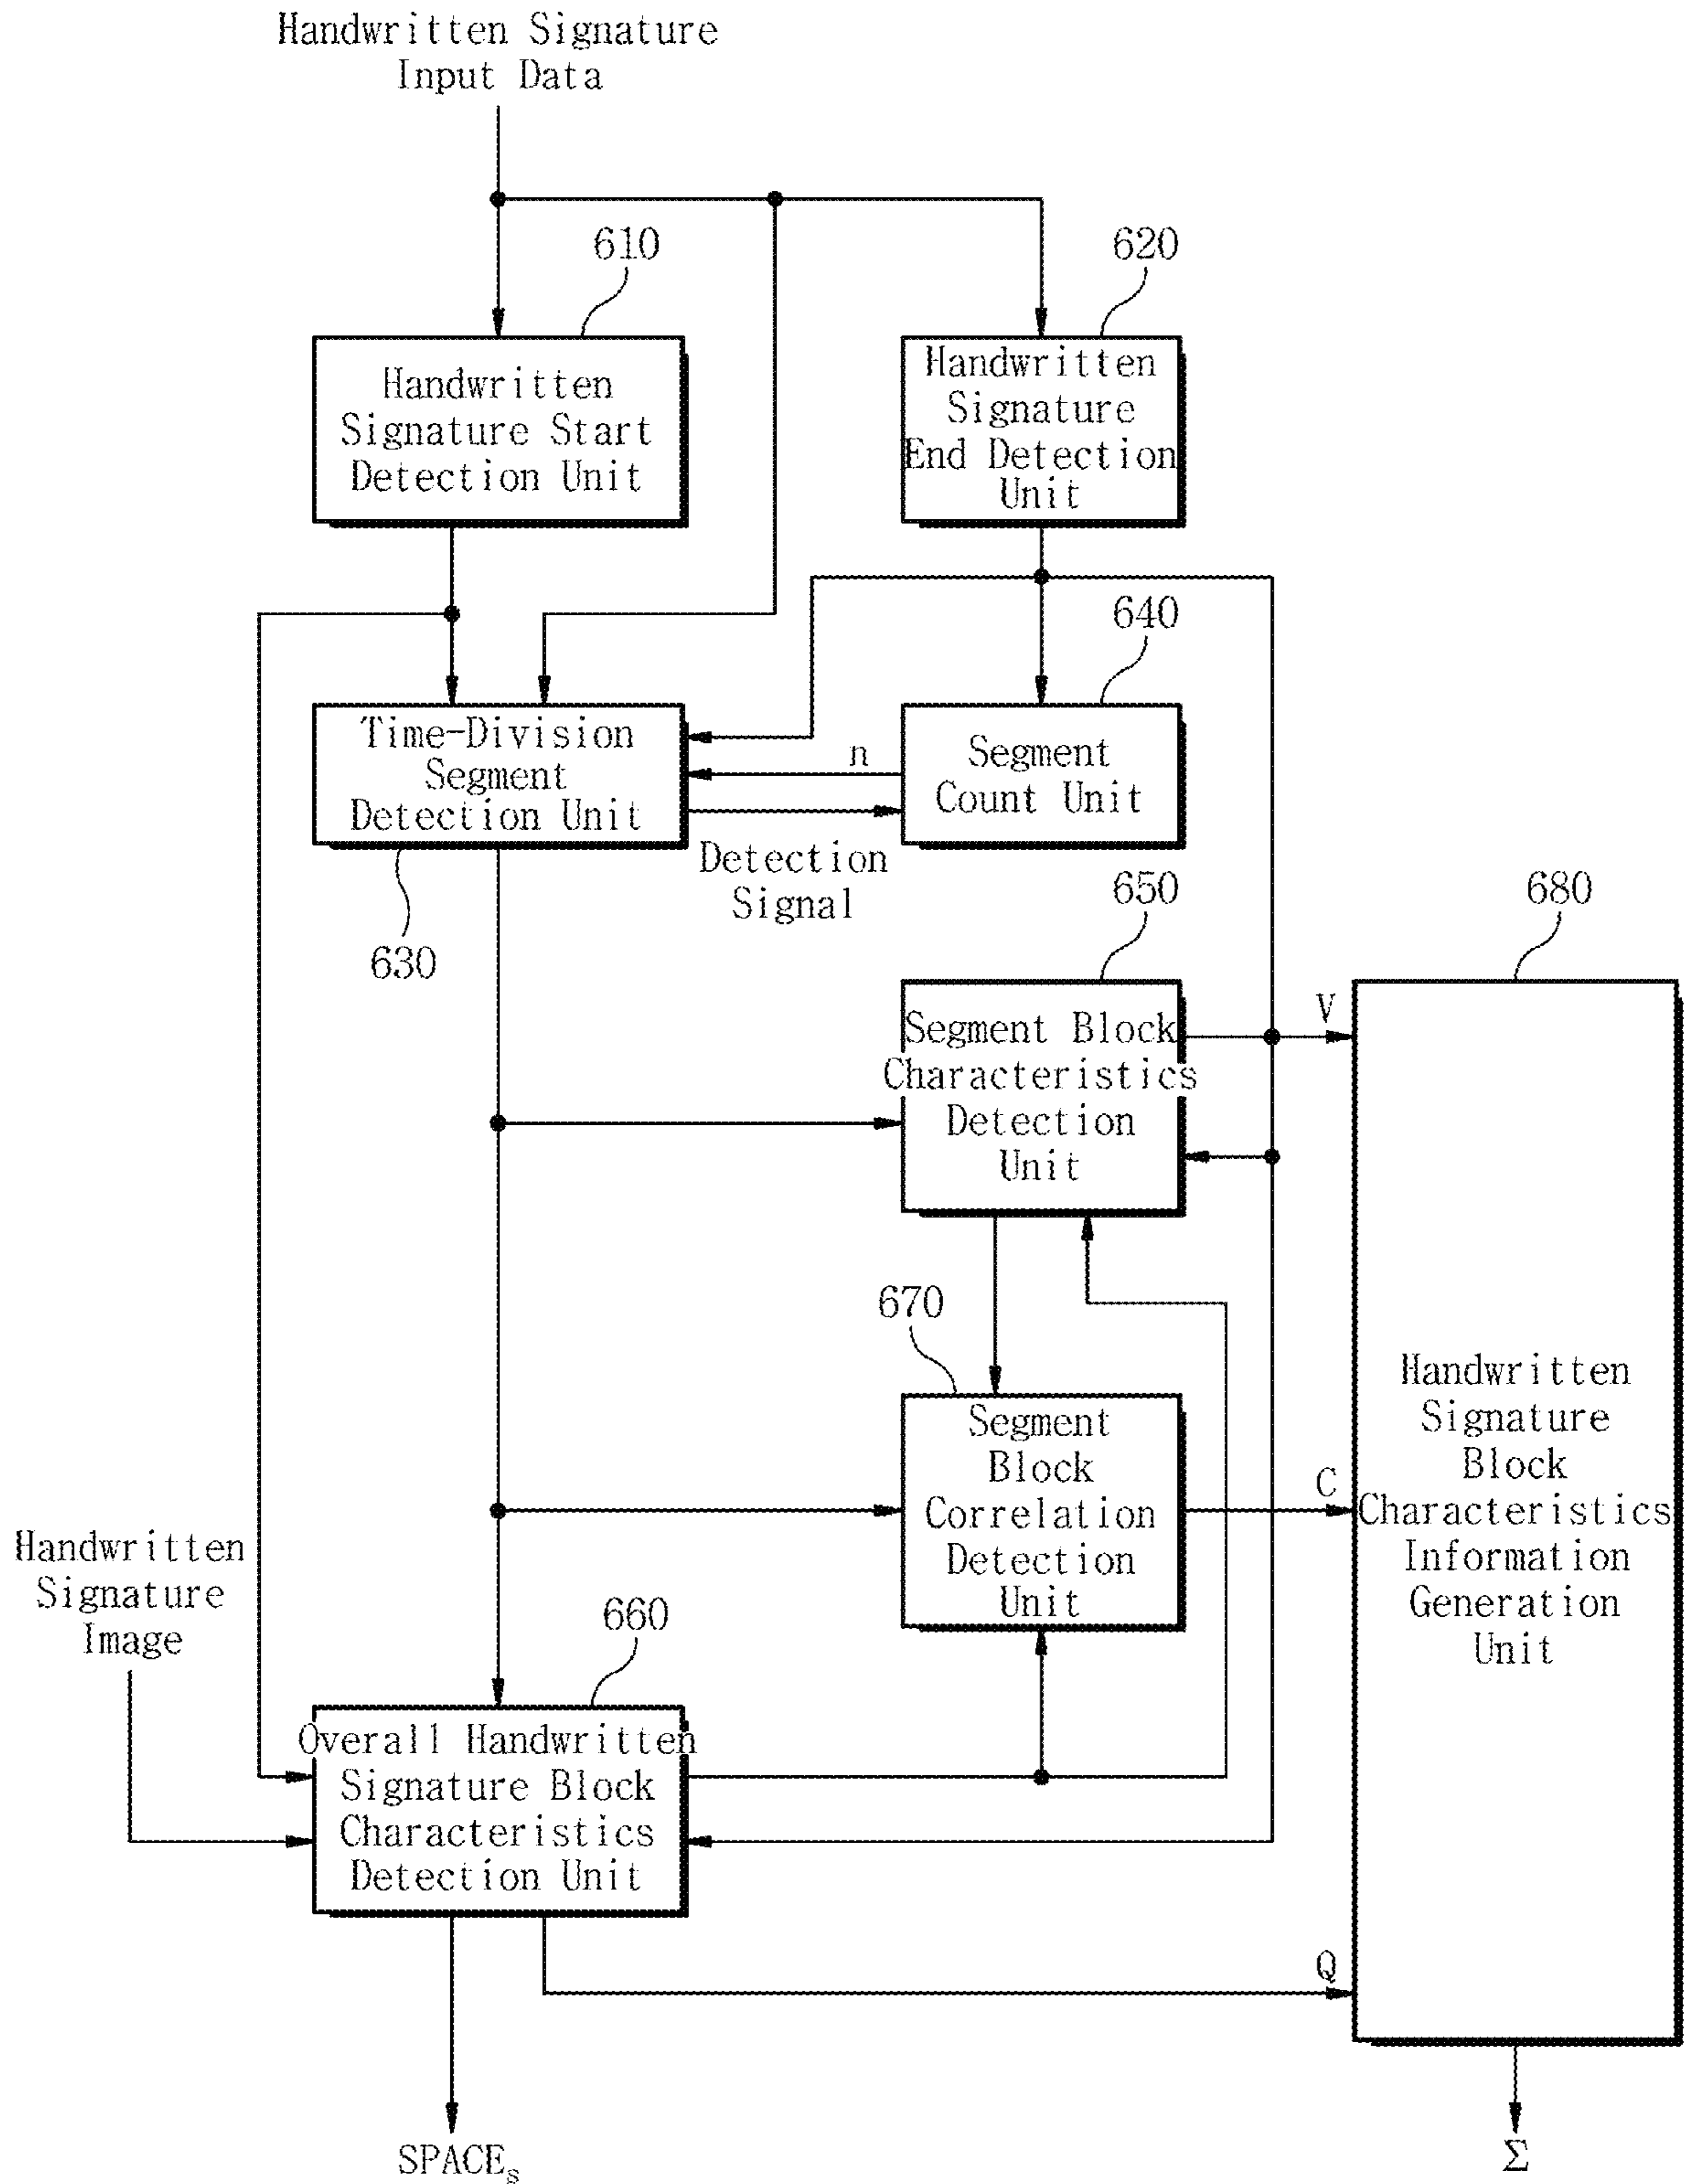 Handwritten Signature
Input Data
610
620
Handwritten
Signature Start
Detection Unit
Handwritten
Signature
End Detection
Unit
640
Time-Division
Segment
Detection Unit
n
Segment
Count Unit
Detection
Signal
630
650
680
Segment Block
Characteristics
Detection
Unit
V
670
Segment
Block
Correlation
Detection
Unit
C
Handwritten
Signature
Block
Characteristics
Information
Generation
Unit
Handwritten
Signature
Image
660
Overall Handwritten
Signature Block
Characteristics
Detection Unit
Q
SPACEs
Σ